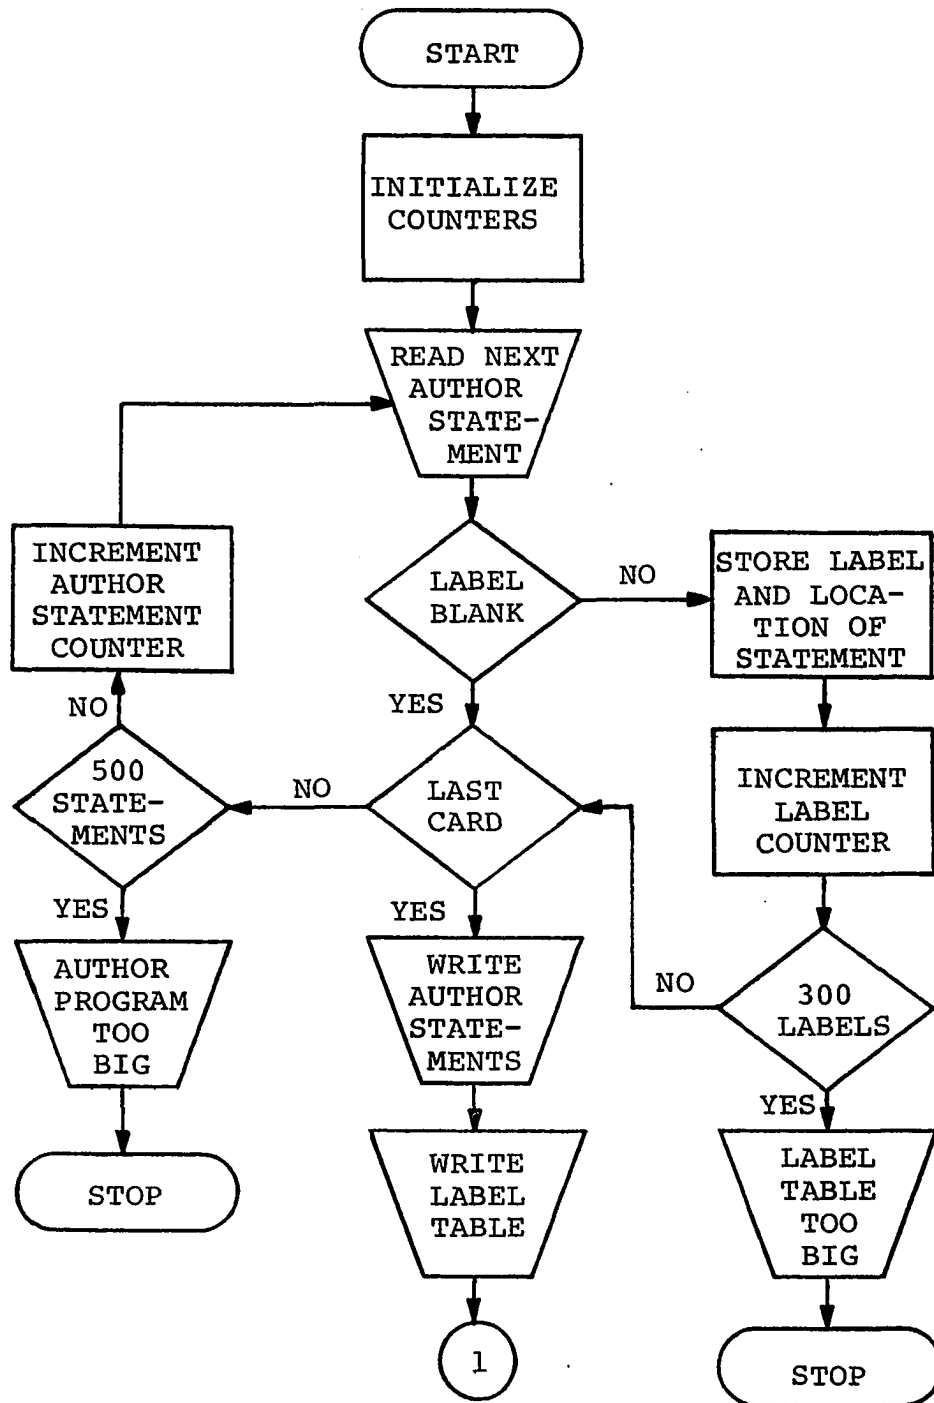 START
INITIALIZE
COUNTERS
READ NEXT
AUTHOR
STATE-
MENT
INCREMENT
AUTHOR
STATEMENT
COUNTER
LABEL
BLANK
NO
STORE LABEL
AND LOCA-
TION OF
STATEMENT
NO
YES
500
STATE-
MENTS
NO
LAST
CARD
INCREMENT
LABEL
COUNTER
YES
AUTHOR
PROGRAM
TOO
BIG
YES
WRITE
AUTHOR
STATE-
MENTS
NO
300
LABELS
YES
STOP
WRITE
LABEL
TABLE
LABEL
TABLE
TOO
BIG
1
STOP